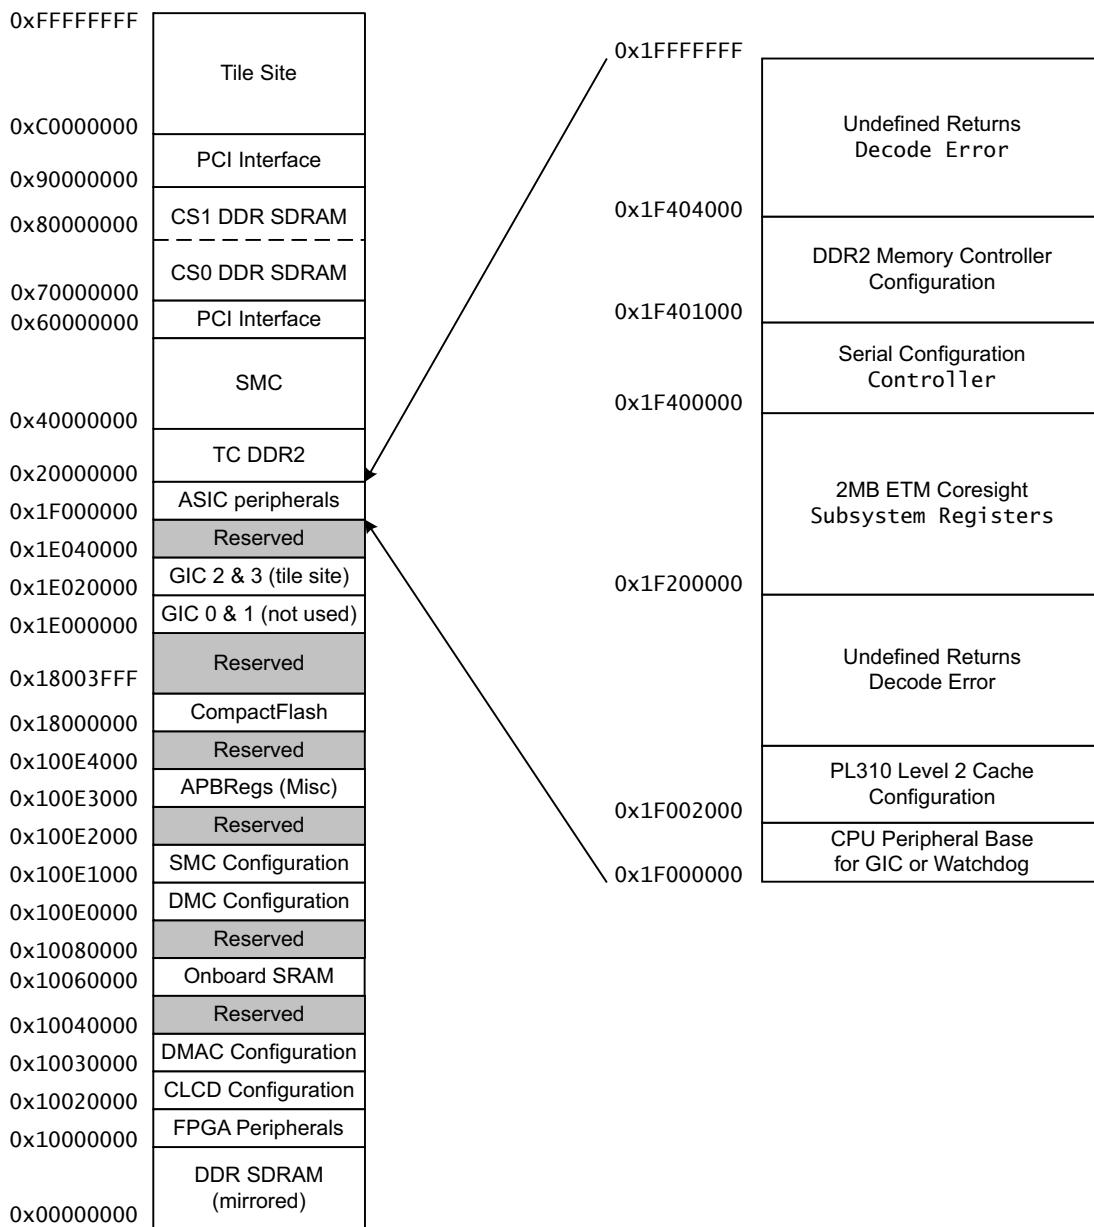 0xFFFFFFFF
Tile Site
0xC0000000
PCI Interface
0x90000000
CS1 DDR SDRAM
0x80000000
CS0 DDR SDRAM
0x70000000
0x60000000
PCI Interface
SMC
0x40000000
TC DDR2
0x20000000
ASIC peripherals
0x1F000000
Reserved
0x1E040000
GIC 2 & 3 (tile site)
0x1E020000
GIC 0 & 1 (not used)
0x1E000000
Reserved
0x18003FFF
CompactFlash
0x18000000
Reserved
0x100E4000
APBRegs (Misc)
0x100E3000
Reserved
0x100E2000
SMC Configuration
0x100E1000
DMC Configuration
0x100E0000
Reserved
0x10080000
Onboard SRAM
0x10060000
Reserved
0x10040000
DMAC Configuration
0x10030000
CLCD Configuration
0x10020000
FPGA Peripherals
0x10000000
DDR SDRAM
(mirrored)
0x00000000
0x1FFFFFFF
Undefined Returns
Decode Error
0x1F404000
DDR2 Memory Controller
Configuration
0x1F401000
Serial Configuration
Controller
0x1F400000
2MB ETM Coresight
Subsystem Registers
0x1F200000
Undefined Returns
Decode Error
PL310 Level 2 Cache
Configuration
0x1F002000
CPU Peripheral Base
for GIC or Watchdog
0x1F000000